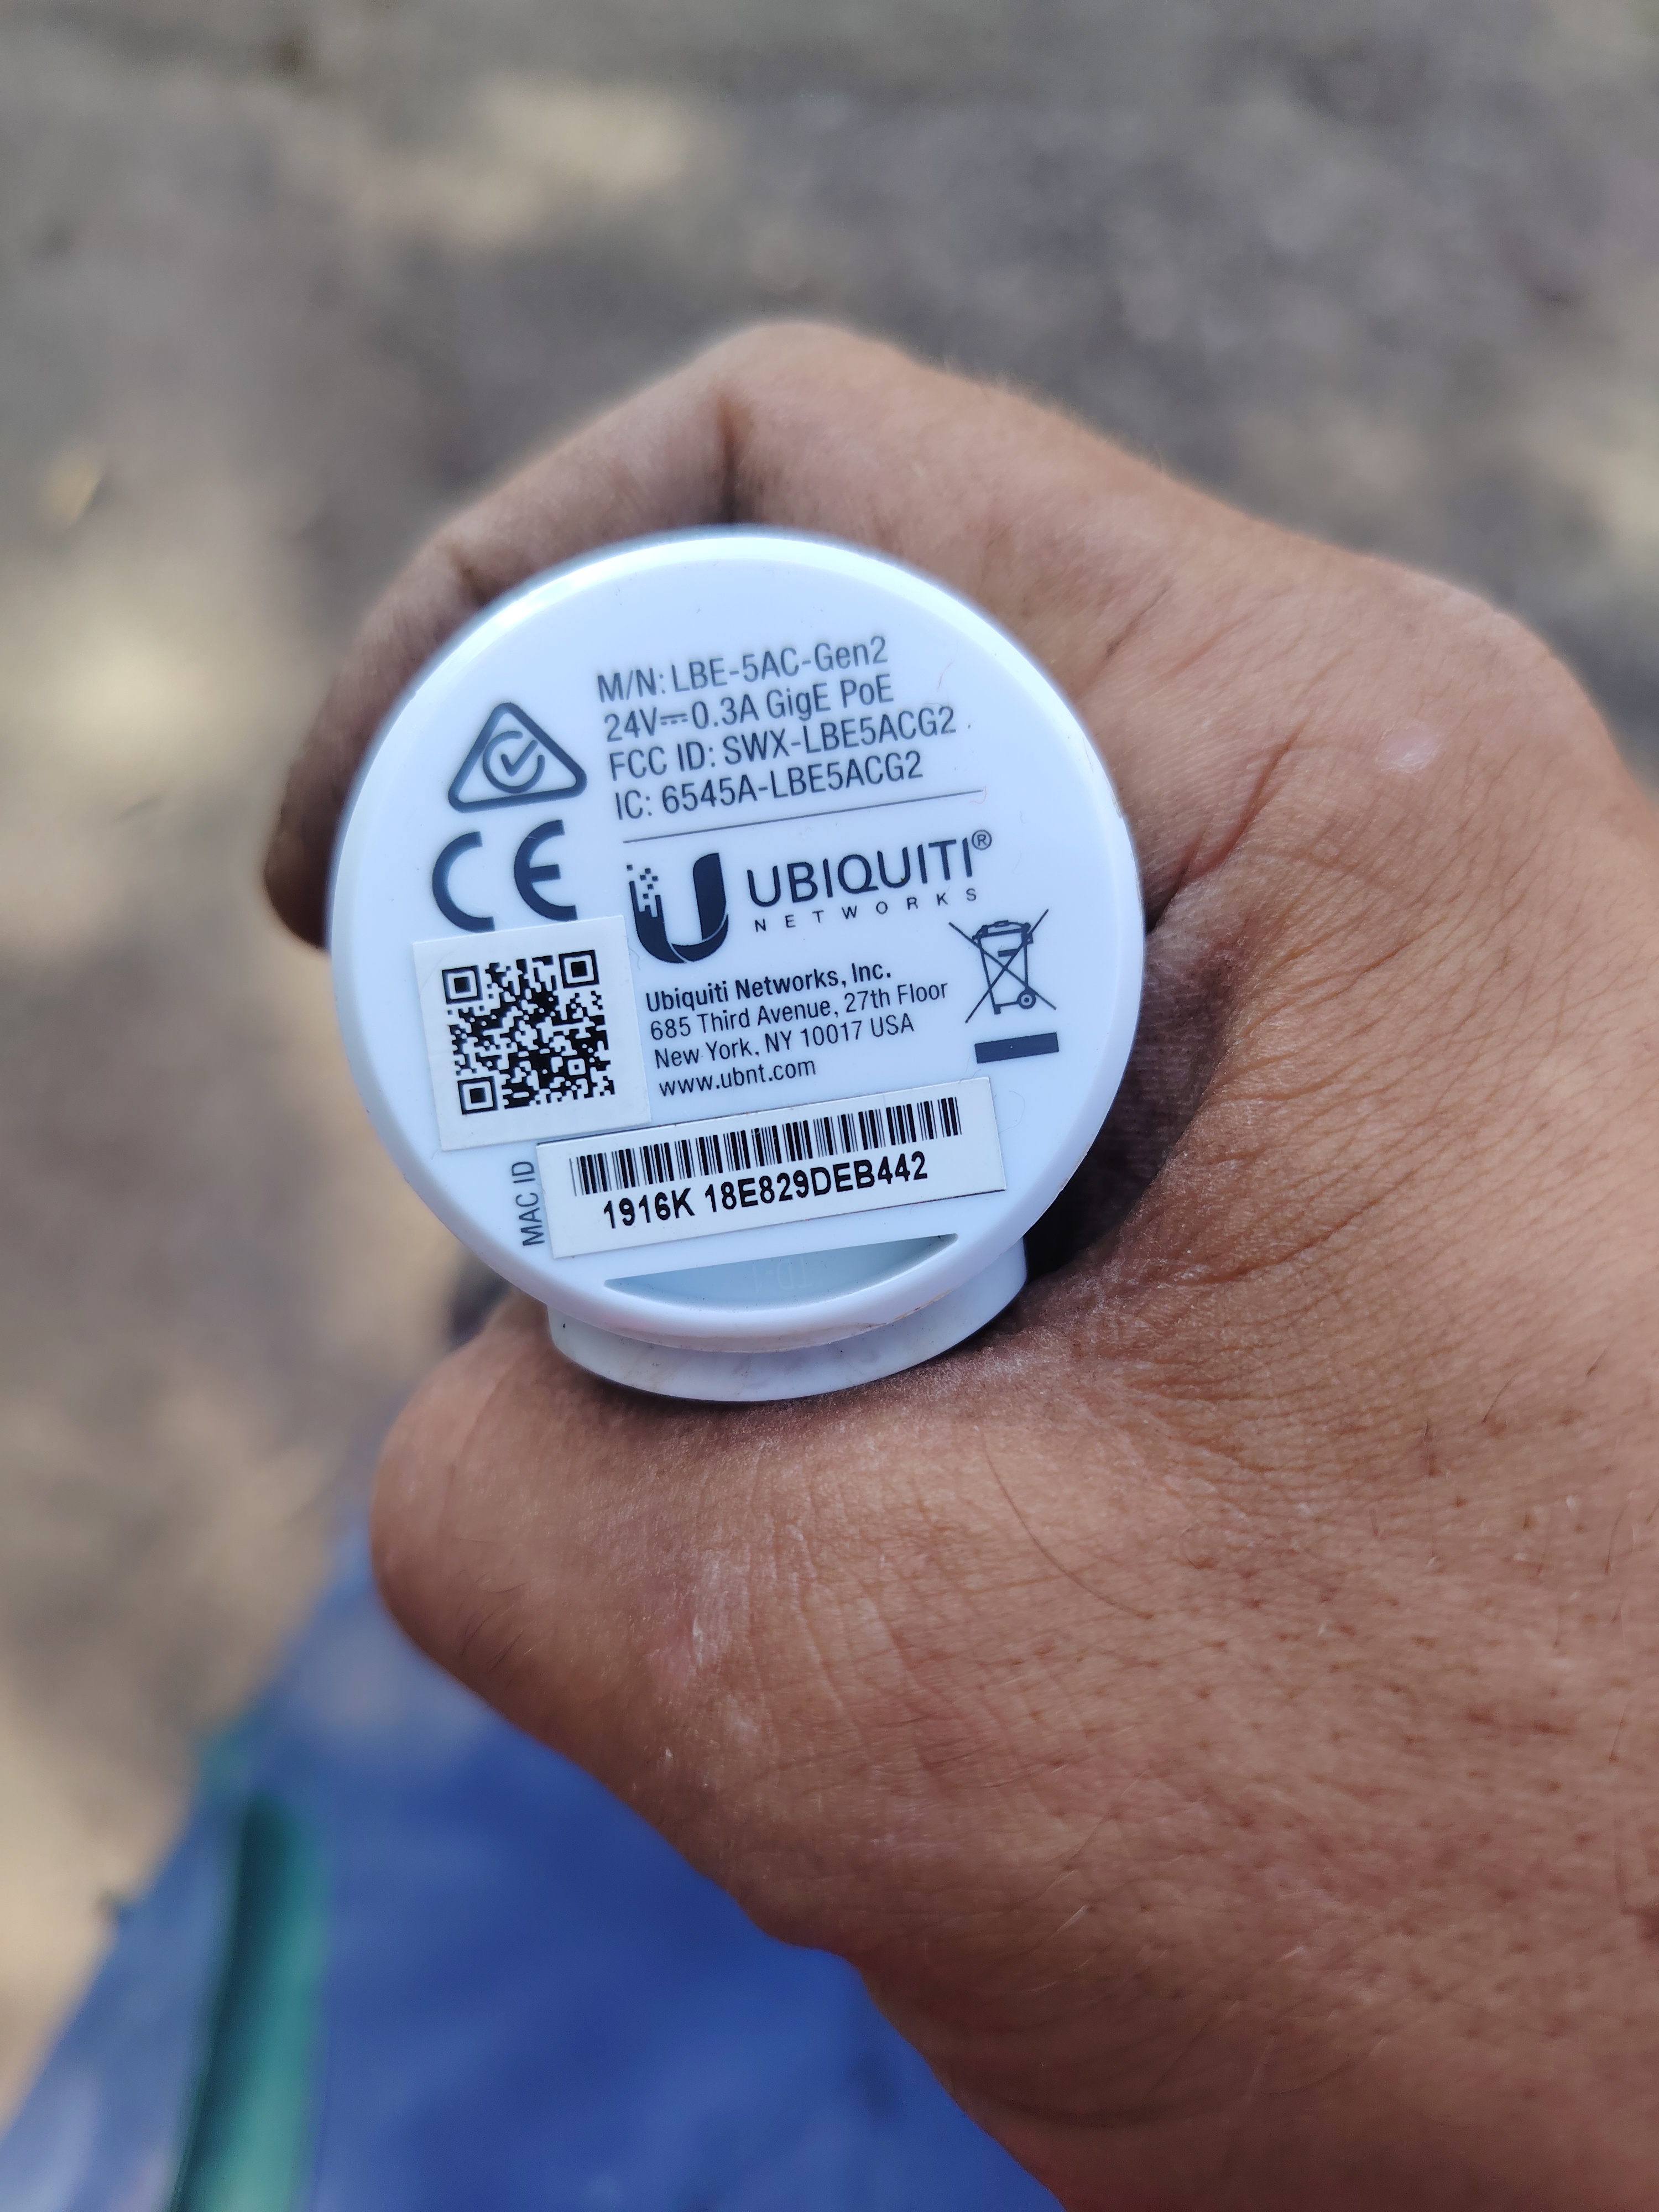 M/N: LBE-5AC-Gen2
24V⎓0.3A GigE PoE
FCC ID: SWX-LBE5ACG2
IC: 6545A-LBE5ACG2
CE
UBIQUITI®
NETWORKS
Ubiquiti Networks, Inc.
685 Third Avenue, 27th Floor
New York, NY 10017 USA
www.ubnt.com
MAC ID
1916K 18E829DEB442